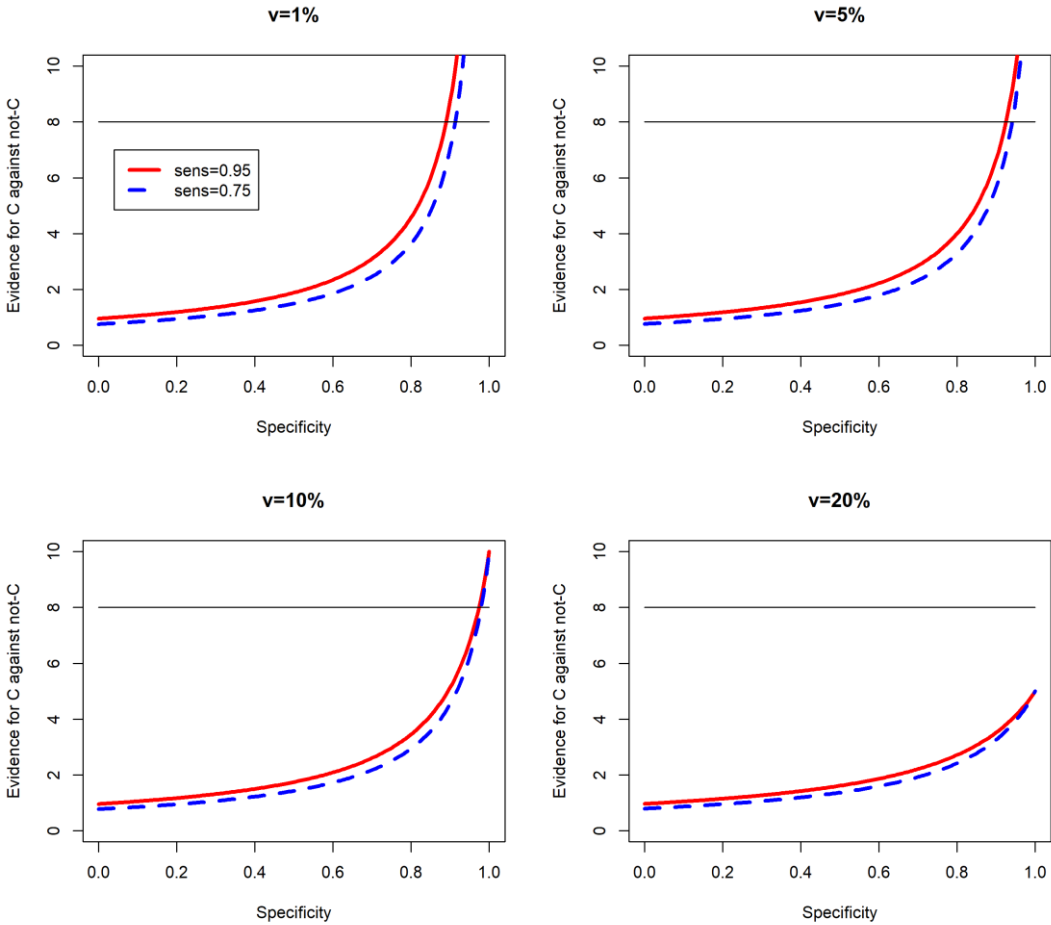 v=1%
Evidence for C against not-C
0 2 4 6 8 10
sens=0.95
sens=0.75
0.0 0.2 0.4 0.6 0.8 1.0
Specificity
v=5%
Evidence for C against not-C
0 2 4 6 8 10
0.0 0.2 0.4 0.6 0.8 1.0
Specificity
v=10%
Evidence for C against not-C
0 2 4 6 8 10
0.0 0.2 0.4 0.6 0.8 1.0
Specificity
v=20%
Evidence for C against not-C
0 2 4 6 8 10
0.0 0.2 0.4 0.6 0.8 1.0
Specificity